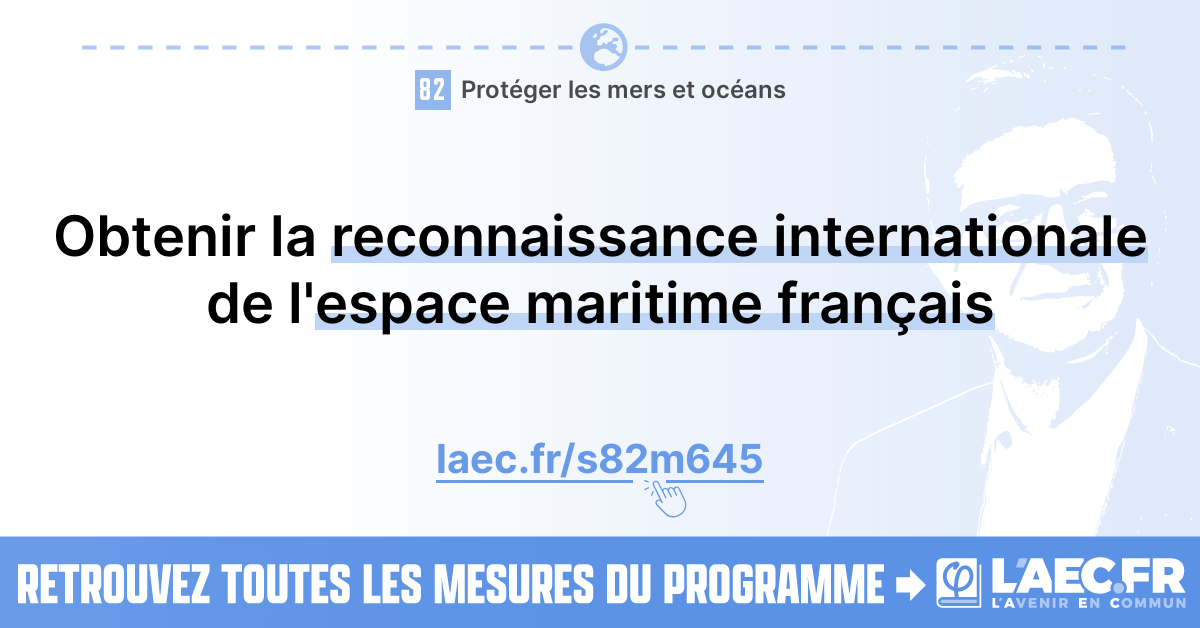 82 Protéger les mers et océans
Obtenir la reconnaissance internationale
de l'espace maritime français
laec.fr/s82m645
RETROUVEZ TOUTES LES MESURES DU PROGRAMME
L'AEC.FR
L'AVENIR EN COMMUN